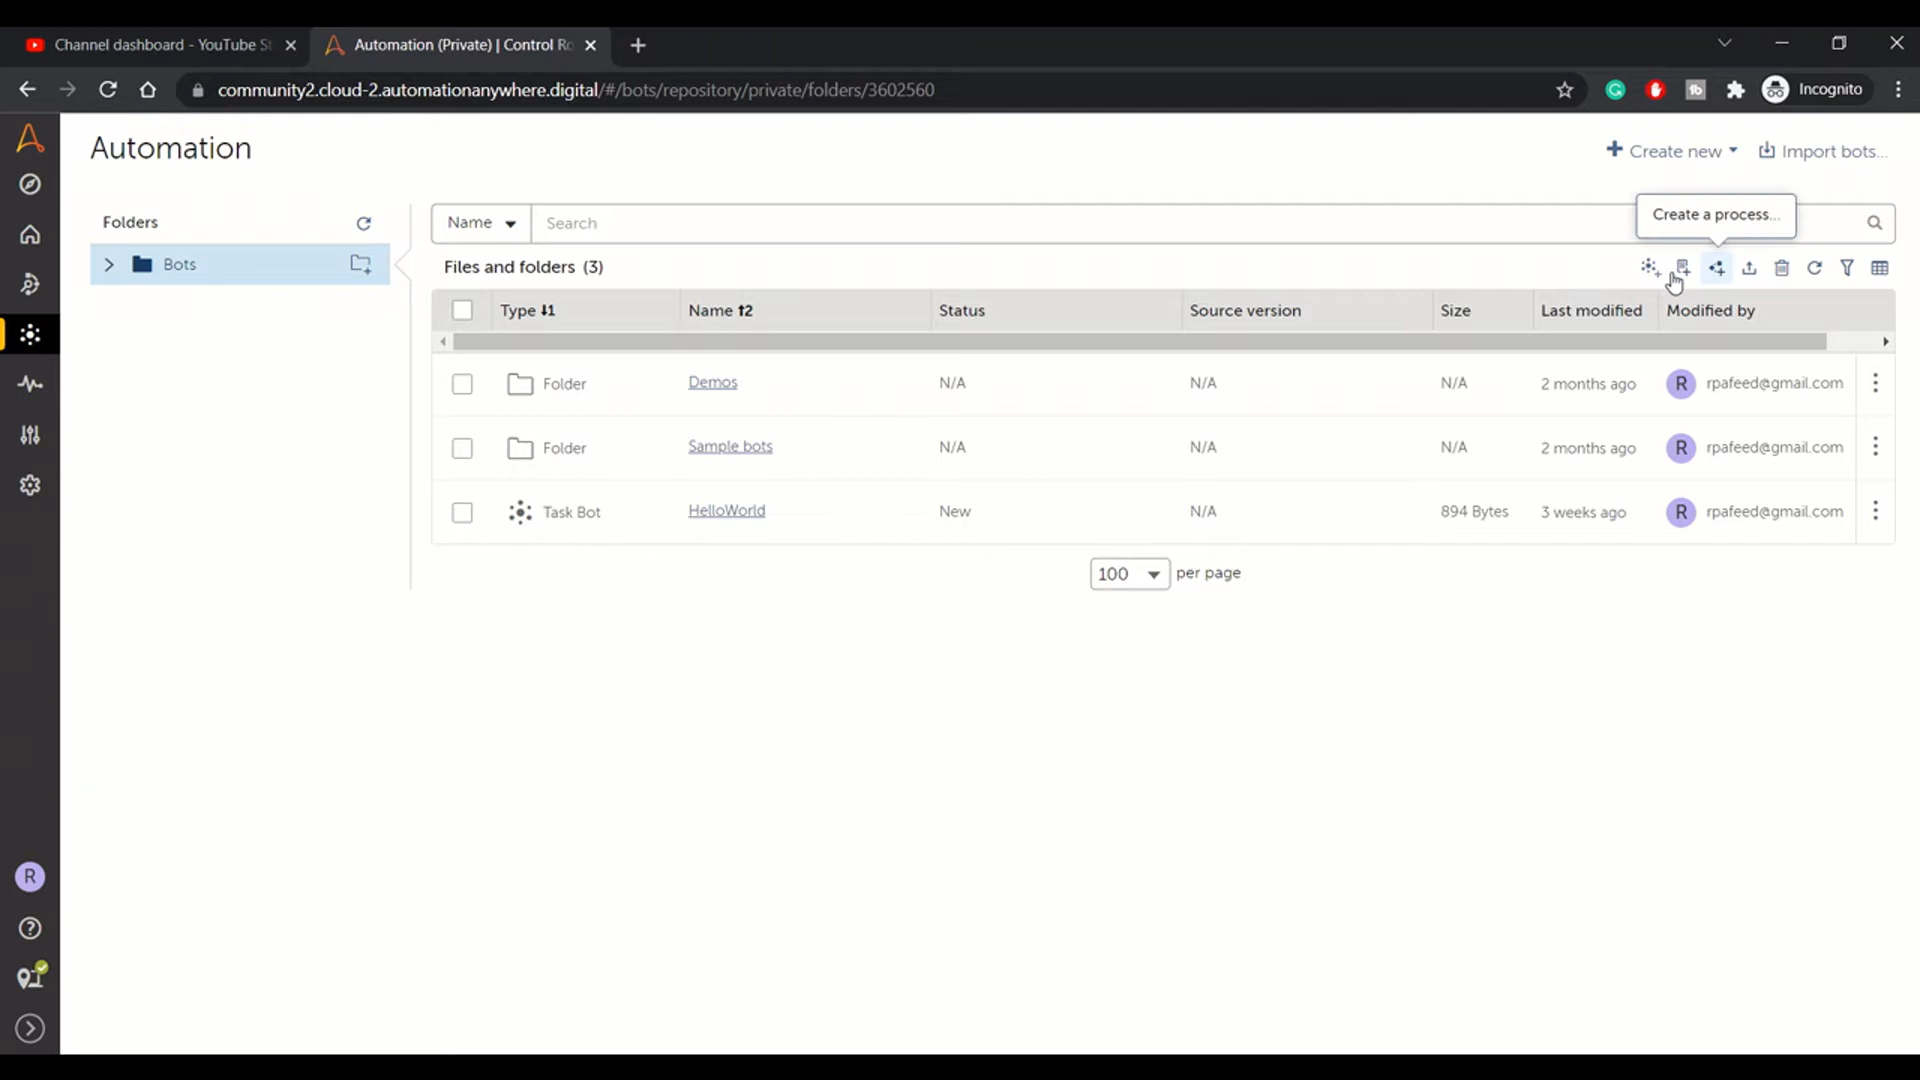 Channel dashboard - YouTube St
Automation (Private) | Control Ro
community2.cloud-2.automationanywhere.digital/#/bots/repository/private/folders/3602560
Incognito
Automation
Create new
Import bots...
Folders
Bots
Name
Search
Create a process...
Files and folders (3)
Type
Name
Status
Source version
Size
Last modified
Modified by
Folder
Demos
N/A
N/A
N/A
2 months ago
R
rpafeed@gmail.com
Folder
Sample bots
N/A
N/A
N/A
2 months ago
R
rpafeed@gmail.com
Task Bot
HelloWorld
New
N/A
894 Bytes
3 weeks ago
R
rpafeed@gmail.com
100
per page
R